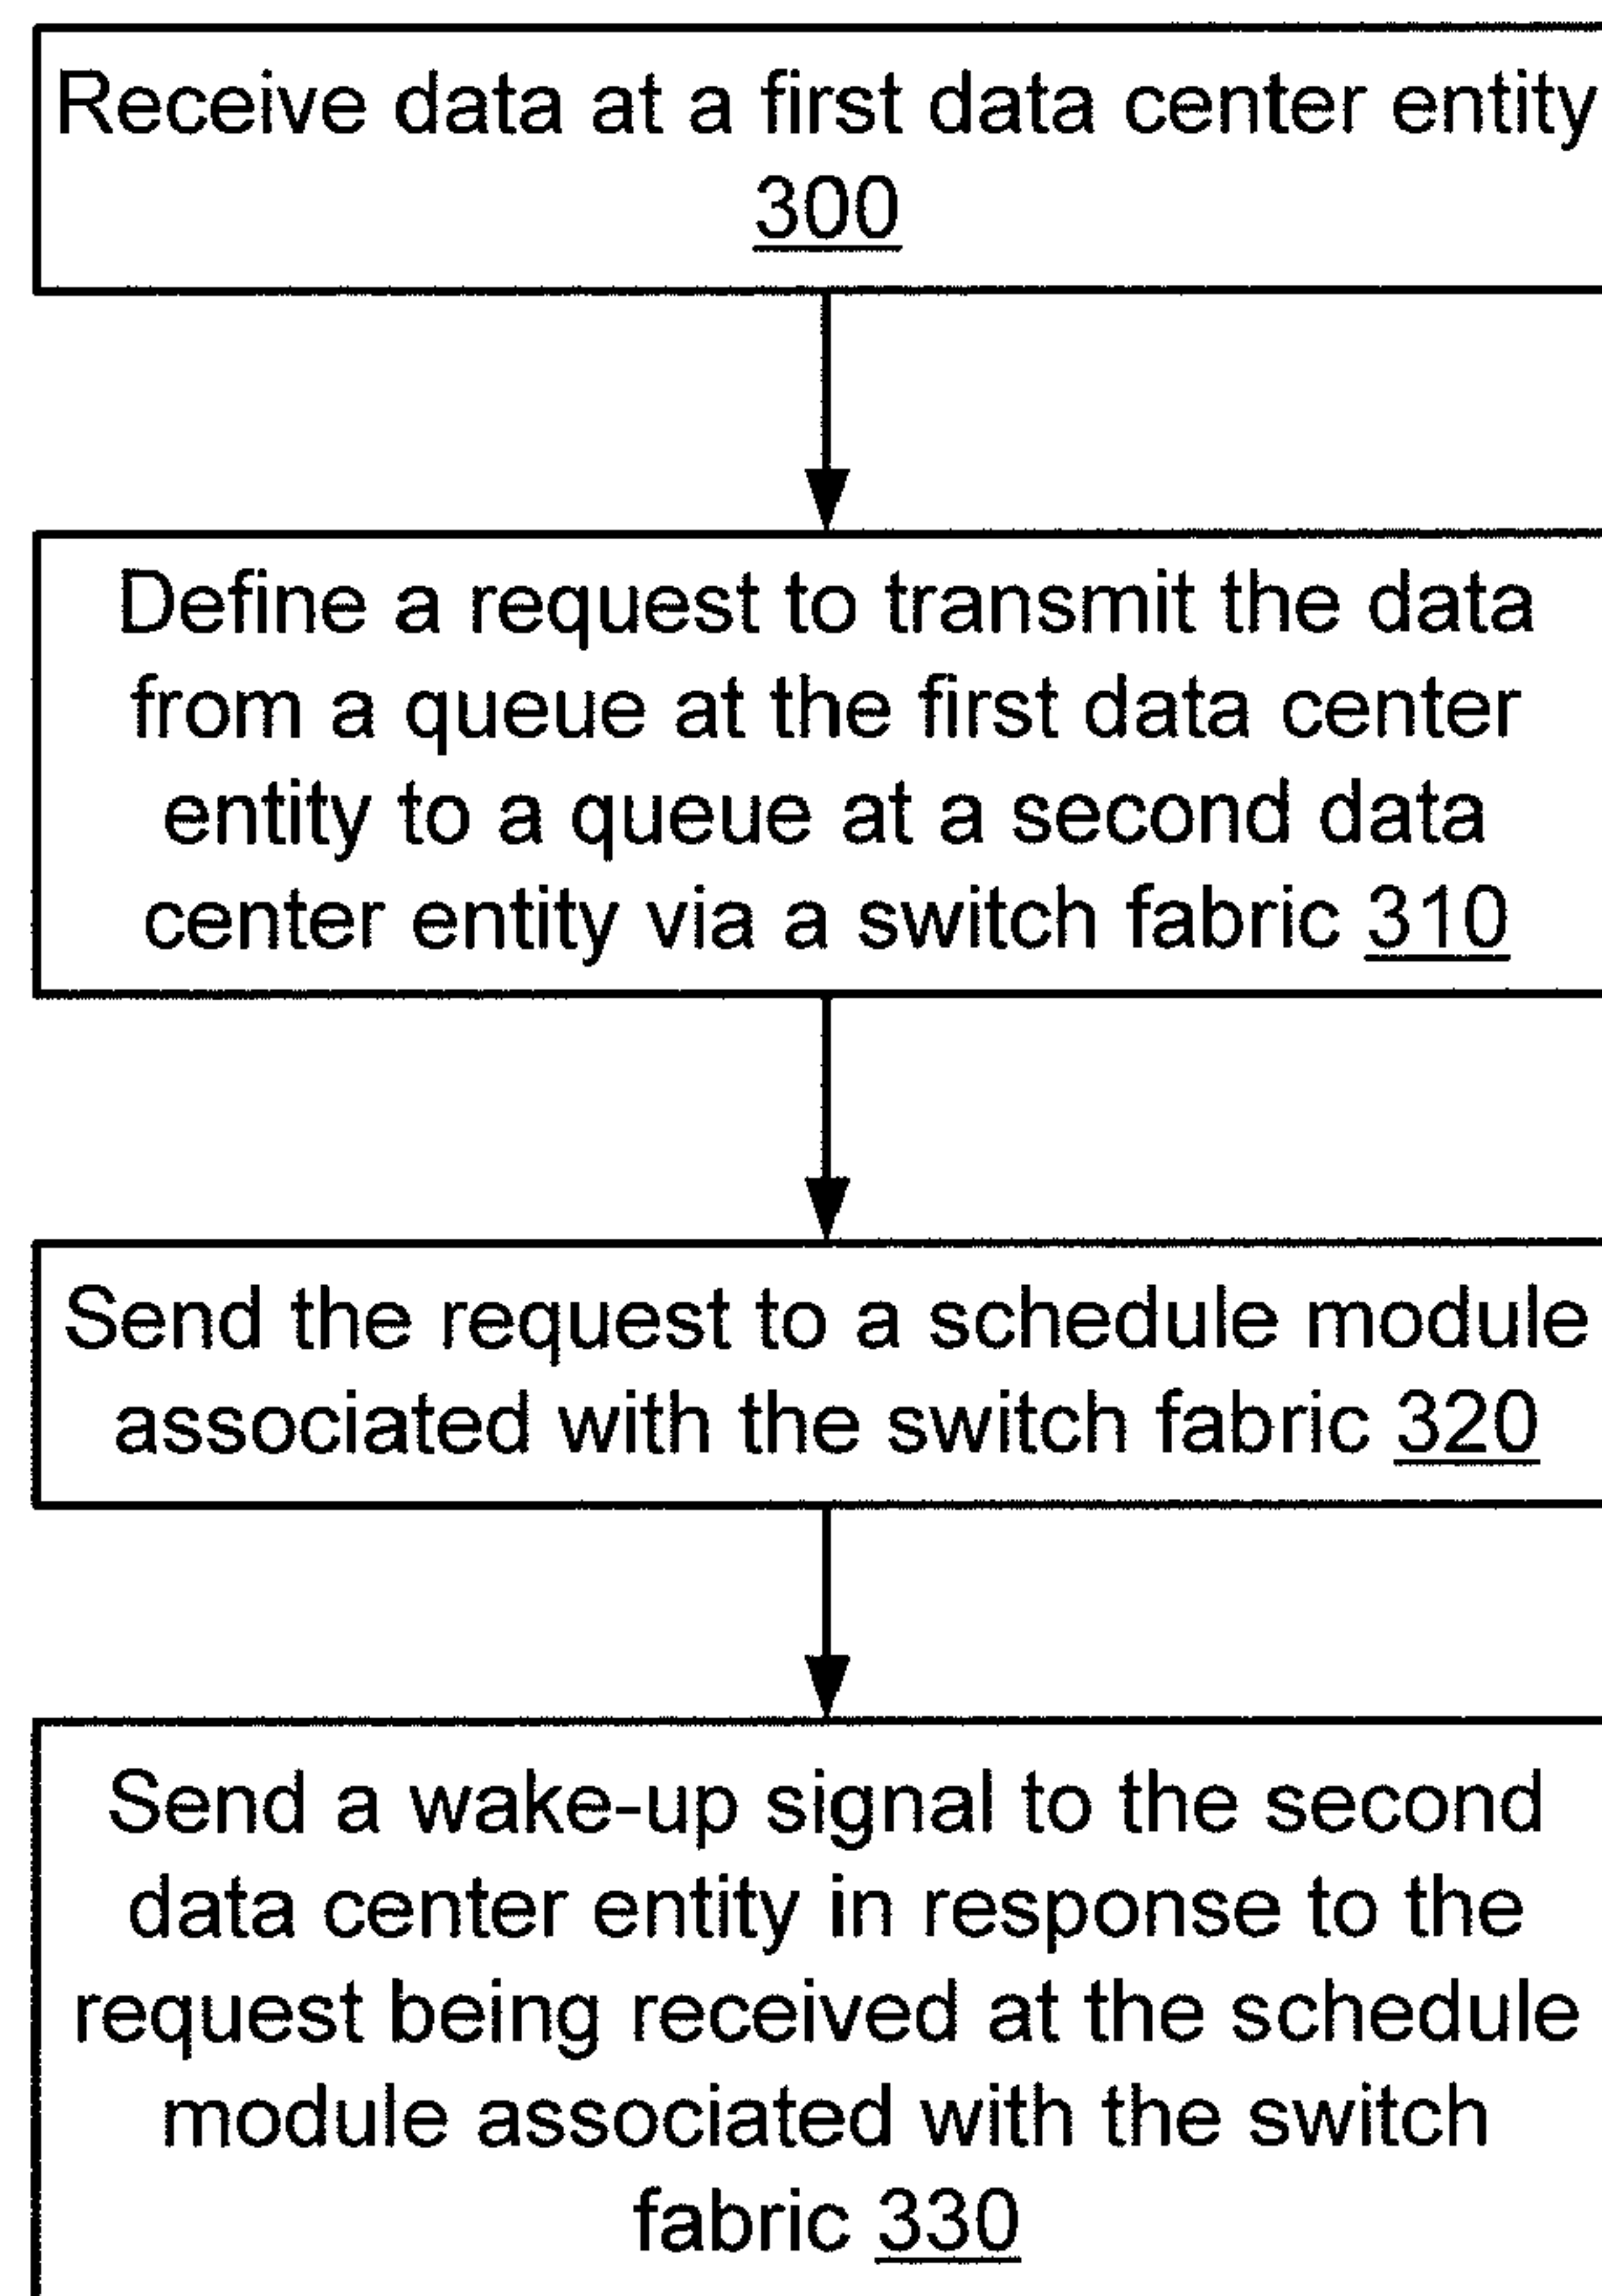 Receive data at a first data center entity
300
Define a request to transmit the data
from a queue at the first data center
entity to a queue at a second data
center entity via a switch fabric 310
Send the request to a schedule module
associated with the switch fabric 320
Send a wake-up signal to the second
data center entity in response to the
request being received at the schedule
module associated with the switch
fabric 330